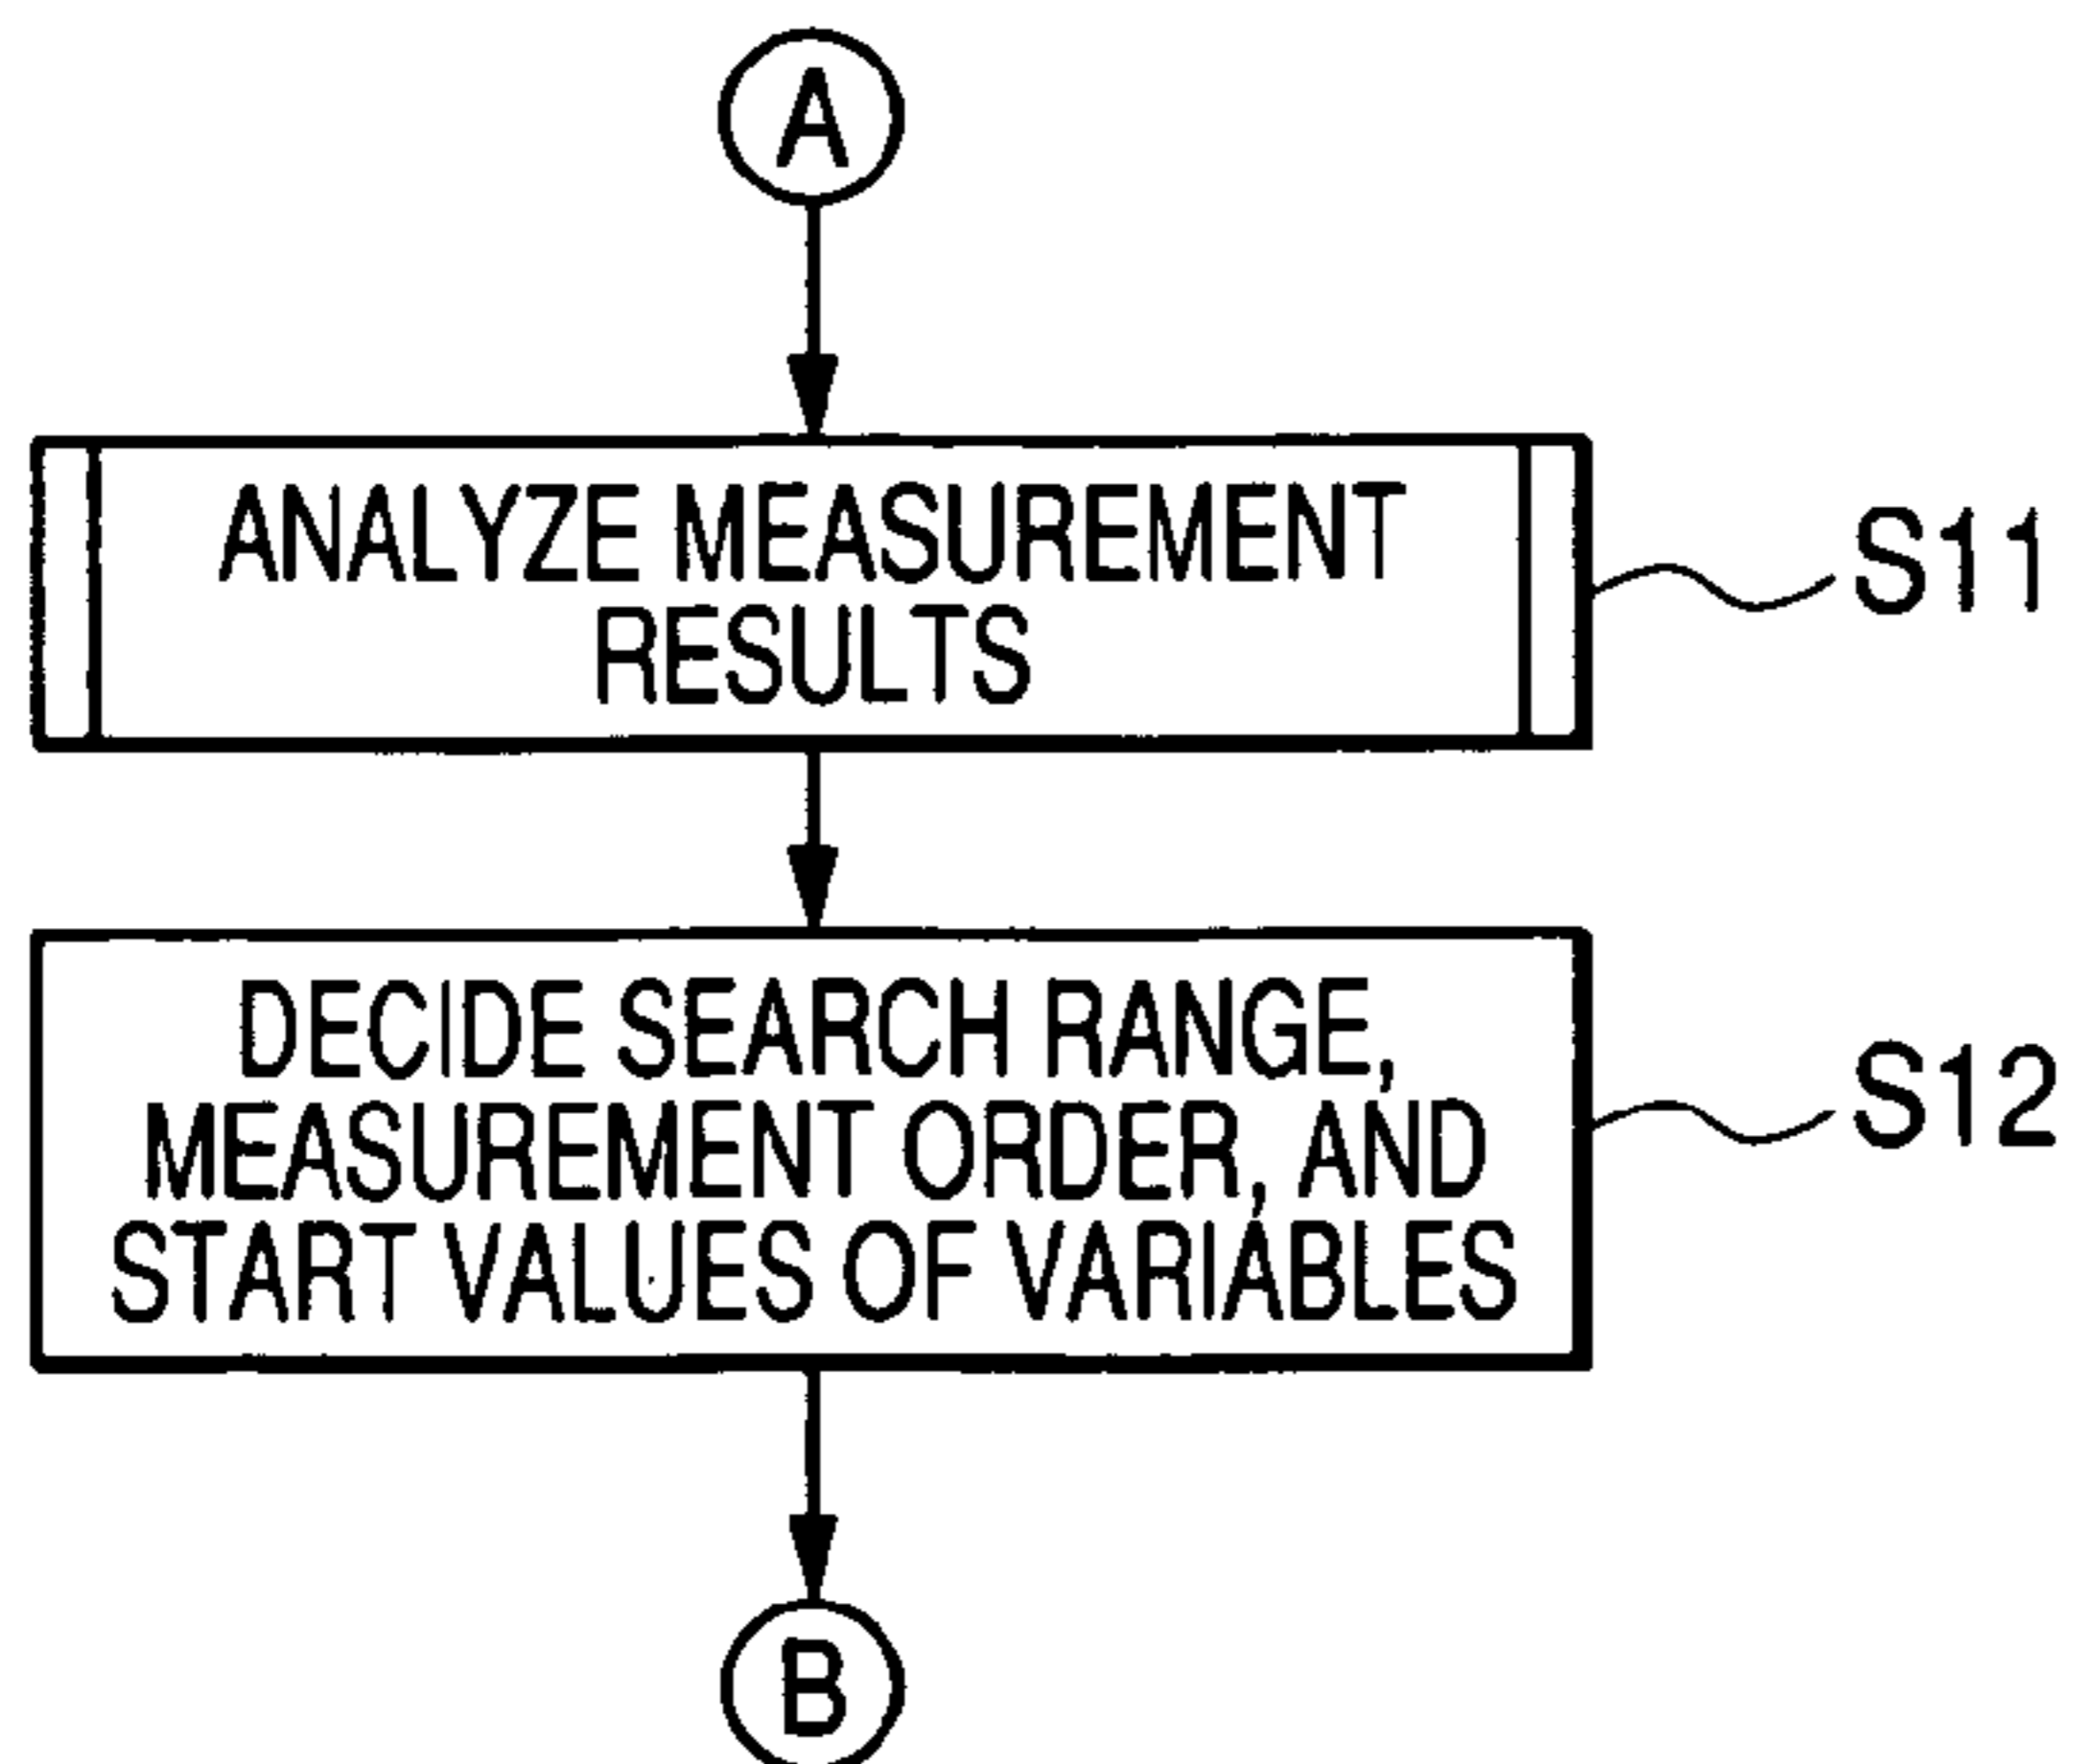 A
ANALYZE MEASUREMENT
RESULTS
S11
DECIDE SEARCH RANGE,
MEASUREMENT ORDER, AND
START VALUES OF VARIABLES
S12
B